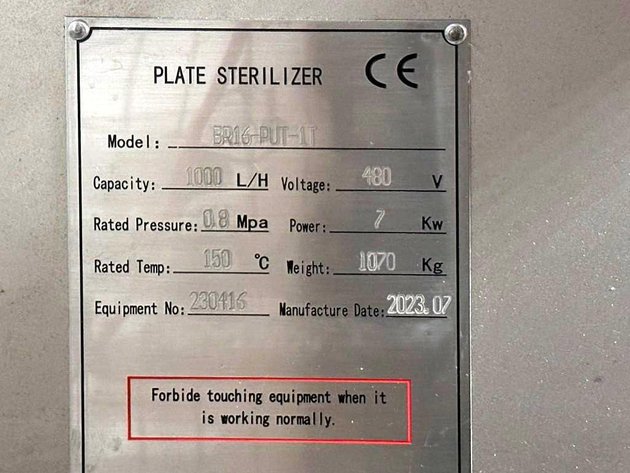 PLATE STERILIZER CE
Model: BR16-PUT-1T
Capacity: 1000 L/H Voltage: 480 V
Rated Pressure: 0.8 Mpa Power: 7 Kw
Rated Temp: 150 ℃ Weight: 1070 Kg
Equipment No: 230416 Manufacture Date: 2023.07
Forbide touching equipment when it
is working normally.